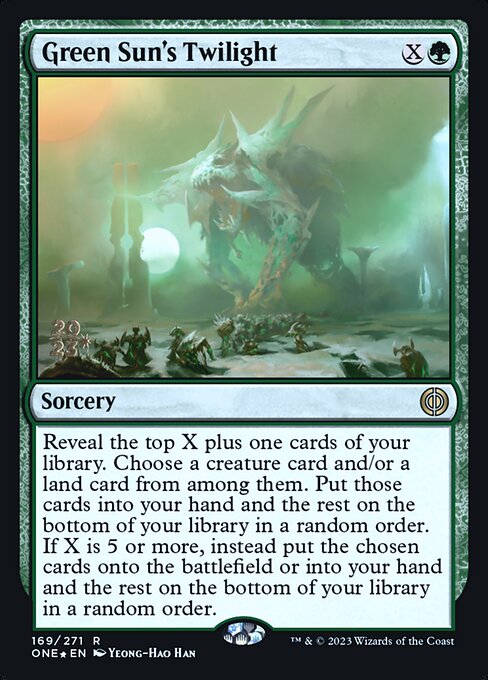 Green Sun's Twilight X
20
23
Sorcery
Reveal the top X plus one cards of your
library. Choose a creature card and/or a
land card from among them. Put those
cards into your hand and the rest on the
bottom of your library in a random order.
If X is 5 or more, instead put the chosen
cards onto the battlefield or into your hand
and the rest on the bottom of your library
in a random order.
169/271 R
ONE★EN Yeong-Hao Han
™ & © 2023 Wizards of the Coast